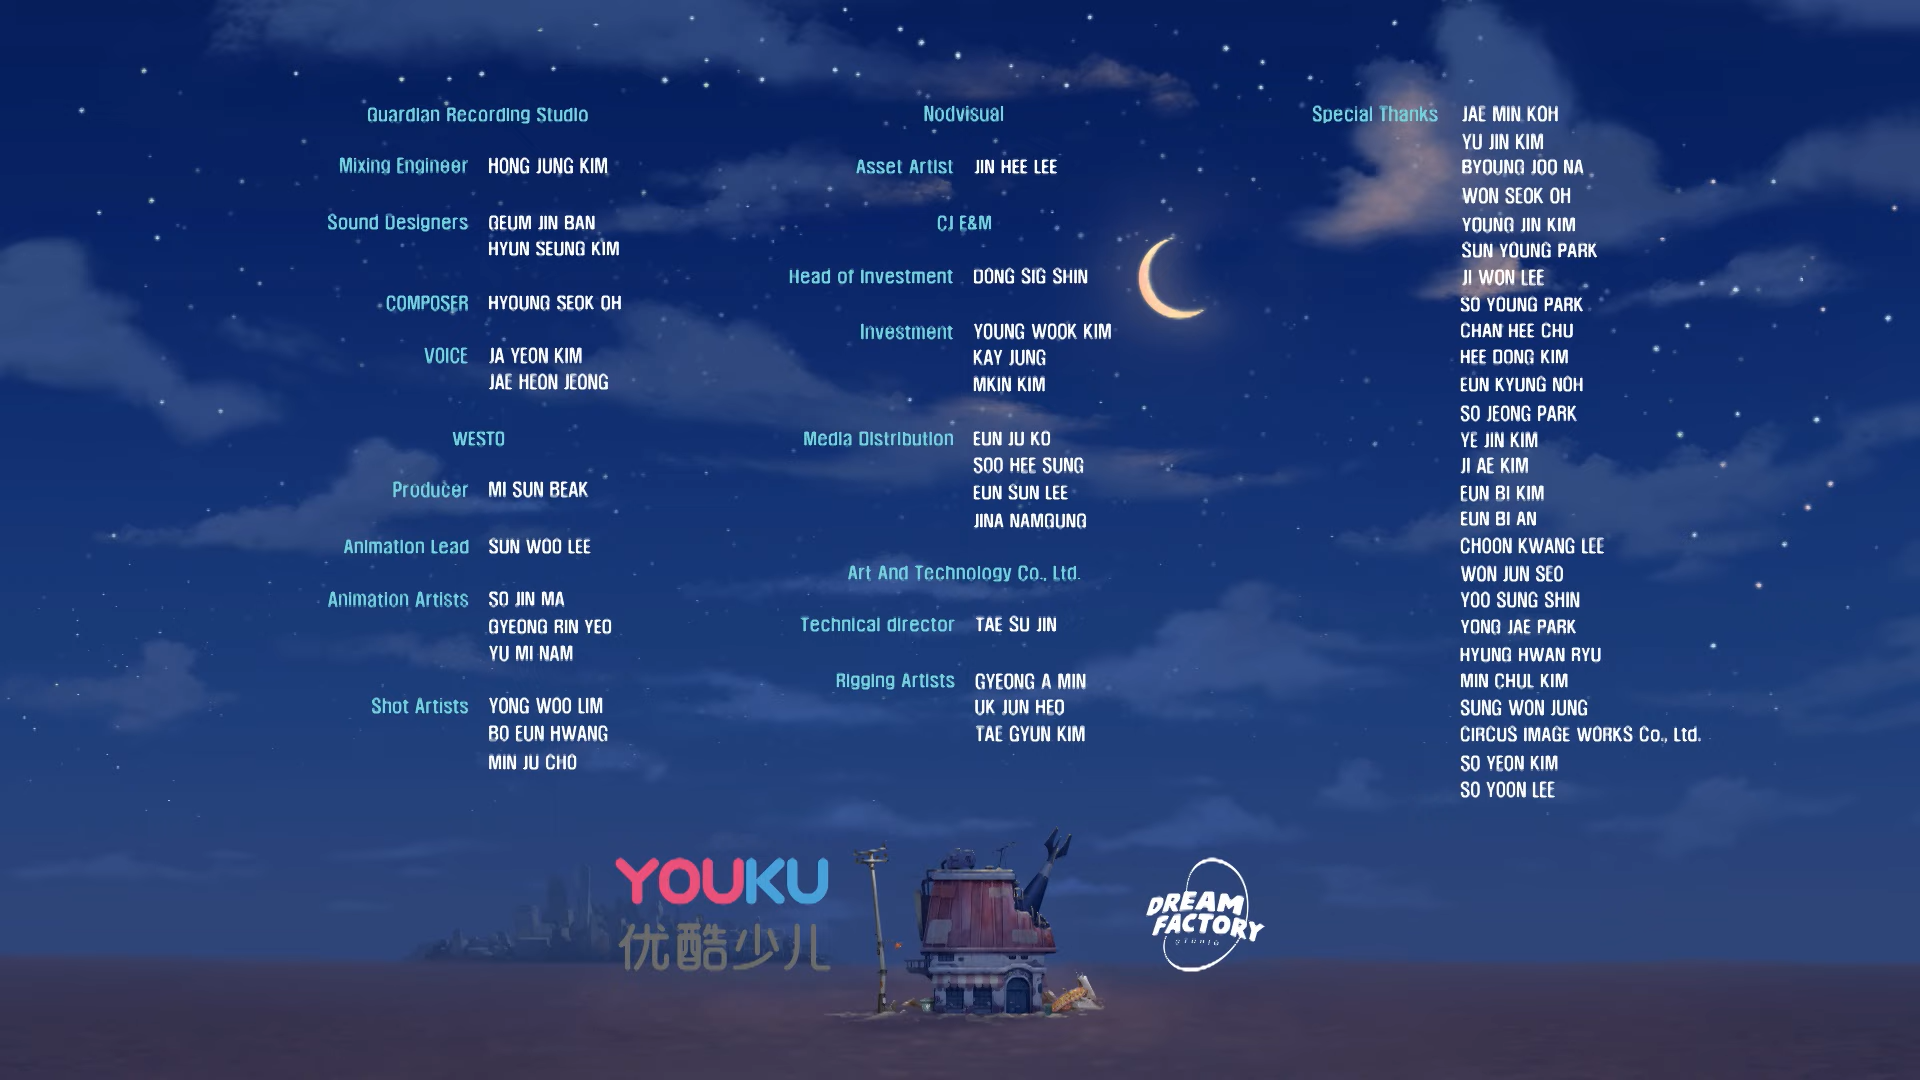 Guardian Recording Studio
Mixing Engineer HONG JUNG KIM
Sound Designers GEUM JIN BAN
HYUN SEUNG KIM
COMPOSER HYOUNG SEOK OH
VOICE JA YEON KIM
JAE HEON JEONG
WESTO
Producer MI SUN BEAK
Animation Lead SUN WOO LEE
Animation Artists SO JIN MA
GYEONG RIN YEO
YU MI NAM
Shot Artists YONG WOO LIM
BO EUN HWANG
MIN JU CHO
Nodvisual
Asset Artist JIN HEE LEE
CJ E&M
Head of Investment DONG SIG SHIN
Investment YOUNG WOOK KIM
KAY JUNG
MKIN KIM
Media Distribution EUN JU KO
SOO HEE SUNG
EUN SUN LEE
JINA NAMGUNG
Art And Technology Co., Ltd.
Technical director TAE SU JIN
Rigging Artists GYEONG A MIN
UK JUN HEO
TAE GYUN KIM
Special Thanks JAE MIN KOH
YU JIN KIM
BYOUNG JOO NA
WON SEOK OH
YOUNG JIN KIM
SUN YOUNG PARK
JI WON LEE
SO YOUNG PARK
CHAN HEE CHU
HEE DONG KIM
EUN KYUNG NOH
SO JEONG PARK
YE JIN KIM
JI AE KIM
EUN BI KIM
EUN BI AN
CHOON KWANG LEE
WON JUN SEO
YOO SUNG SHIN
YONG JAE PARK
HYUNG HWAN RYU
MIN CHUL KIM
SUNG WON JUNG
CIRCUS IMAGE WORKS Co., Ltd.
SO YEON KIM
SO YOON LEE
YOUKU
优酷少儿
DREAM
FACTORY